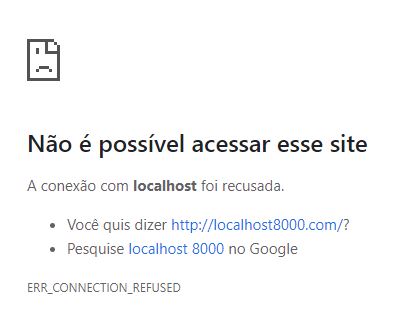 Não é possível acessar esse site
A conexão com localhost foi recusada.
Você quis dizer http://localhost8000.com/?
Pesquise localhost 8000 no Google
ERR_CONNECTION_REFUSED